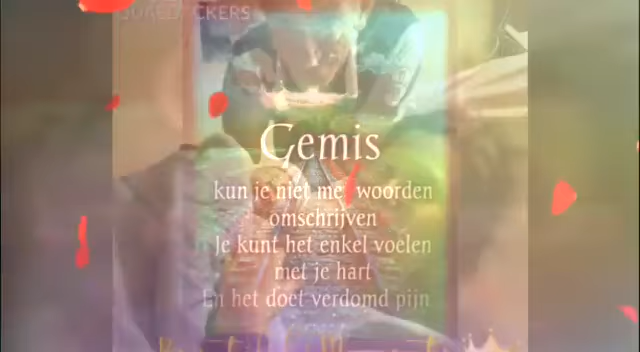 Gemis
kun je niet met woorden
omschrijven
Je kunt het enkel voelen
met je hart
En het doet verdomd pijn